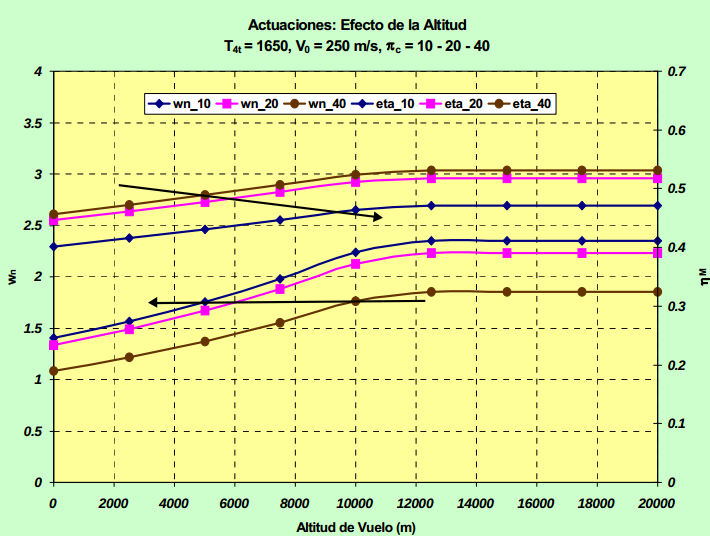 Actuaciones: Efecto de la Altitud
T4t = 1650, V0 = 250 m/s, πc = 10 - 20 - 40
wn_10 wn_20 wn_40 eta_10 eta_20 eta_40
4
3.5
3
2.5
2
1.5
1
0.5
0
wn
0.7
0.6
0.5
0.4
0.3
0.2
0.1
0
ηM
0 2000 4000 6000 8000 10000 12000 14000 16000 18000 20000
Altitud de Vuelo (m)